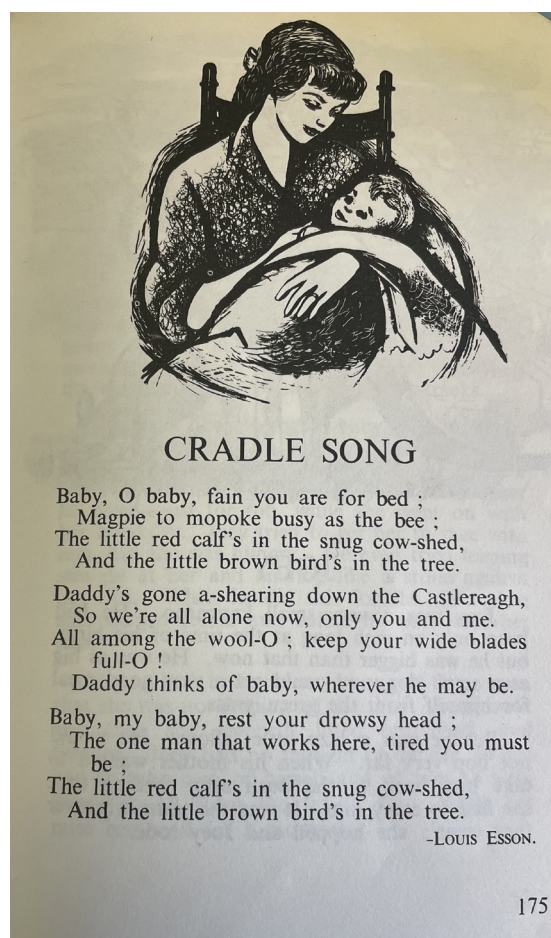 CRADLE SONG
Baby, O baby, fain you are for bed ;
Magpie to mopoke busy as the bee ;
The little red calf's in the snug cow-shed,
And the little brown bird's in the tree.
Daddy's gone a-shearing down the Castlereagh,
So we're all alone now, only you and me.
All among the wool-O ; keep your wide blades
full-O !
Daddy thinks of baby, wherever he may be.
Baby, my baby, rest your drowsy head ;
The one man that works here, tired you must
be ;
The little red calf's in the snug cow-shed,
And the little brown bird's in the tree.
-LOUIS ESSON.
175